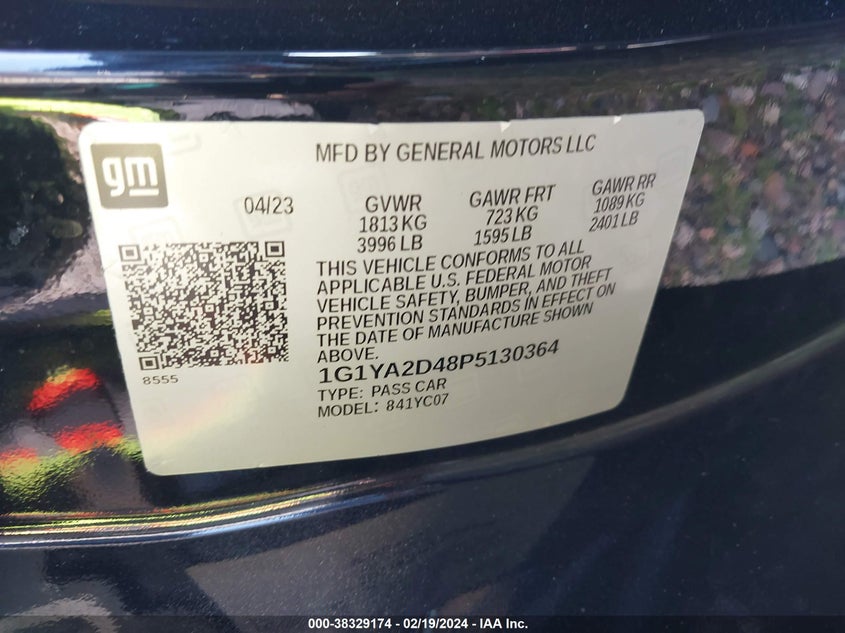 gm
MFD BY GENERAL MOTORS LLC
04/23
GVWR
1813 KG
3996 LB
GAWR FRT
723 KG
1595 LB
GAWR RR
1089 KG
2401 LB
THIS VEHICLE CONFORMS TO ALL
APPLICABLE U.S. FEDERAL MOTOR
VEHICLE SAFETY, BUMPER, AND THEFT
PREVENTION STANDARDS IN EFFECT ON
THE DATE OF MANUFACTURE SHOWN
ABOVE.
8555
1G1YA2D48P5130364
TYPE: PASS CAR
MODEL: 841YC07
000-38329174 - 02/19/2024 - IAA Inc.